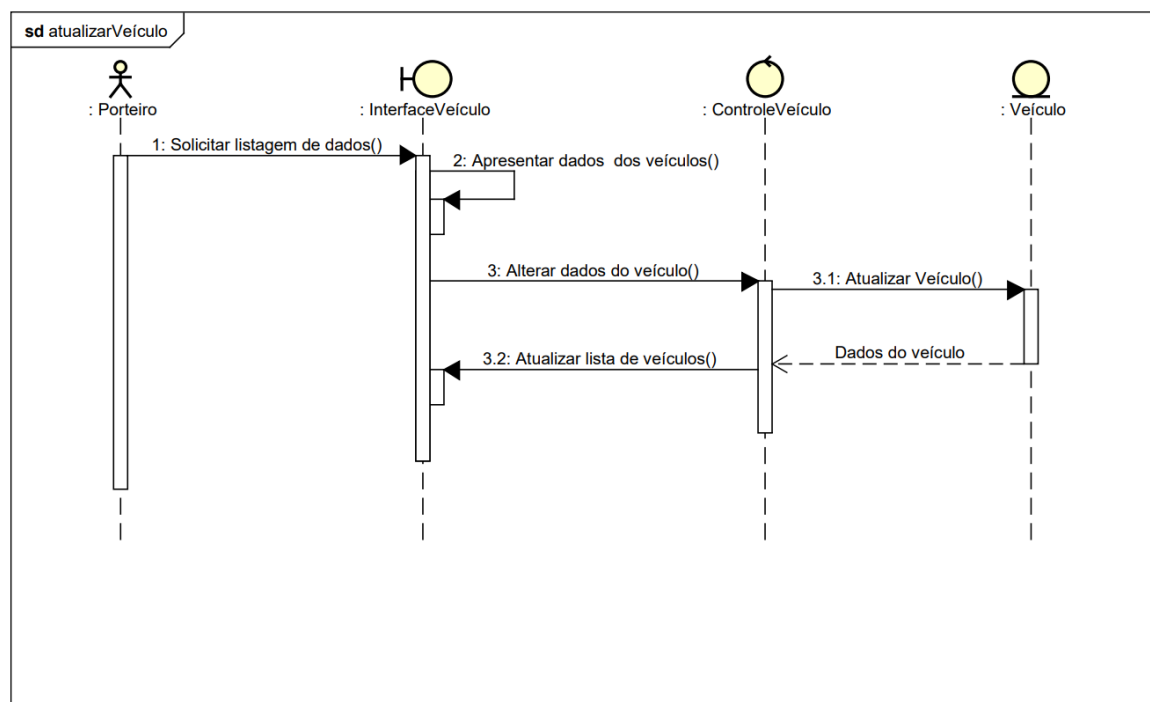 sd atualizarVeículo
: Porteiro
: InterfaceVeículo
: ControleVeículo
: Veículo
1: Solicitar listagem de dados()
2: Apresentar dados  dos veículos()
3: Alterar dados do veículo()
3.1: Atualizar Veículo()
Dados do veículo
3.2: Atualizar lista de veículos()